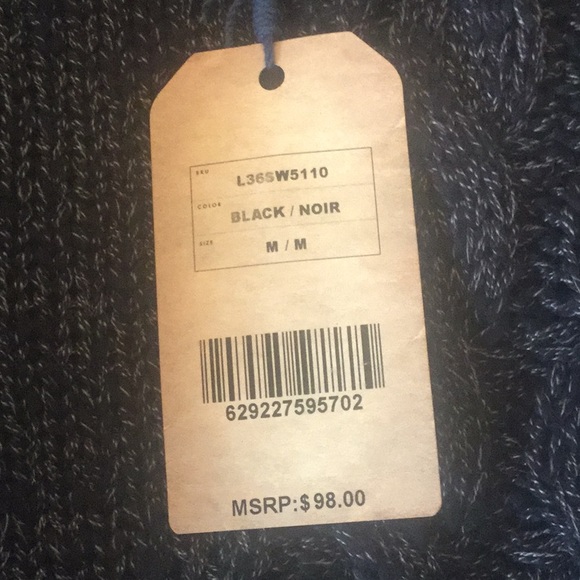 SKU L36SW5110
COLOR BLACK / NOIR
SIZE M / M
629227595702
MSRP:$98.00